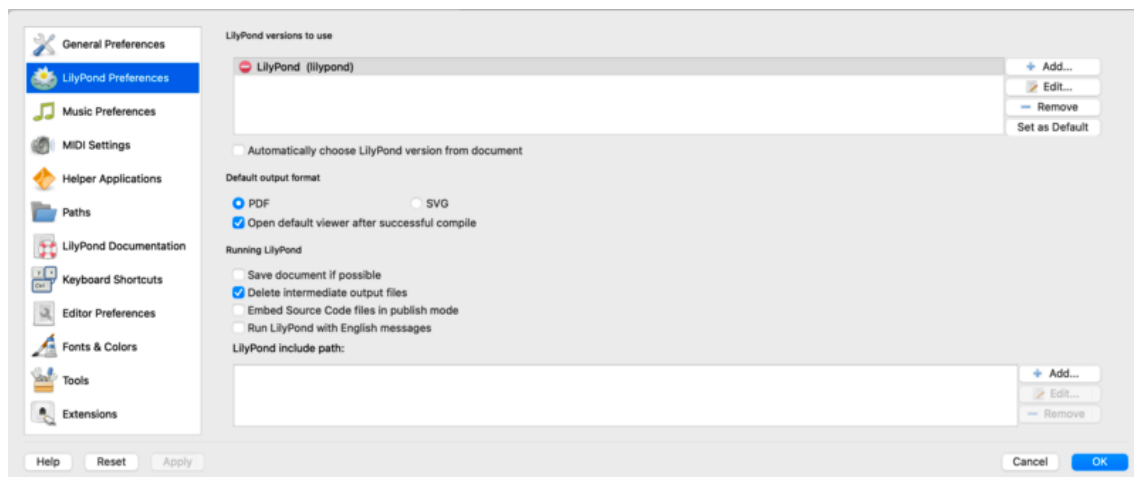 General Preferences
LilyPond Preferences
Music Preferences
MIDI Settings
Helper Applications
Paths
LilyPond Documentation
Keyboard Shortcuts
Editor Preferences
Fonts & Colors
Tools
Extensions
LilyPond versions to use
LilyPond (lilypond)
Add...
Edit...
Remove
Set as Default
Automatically choose LilyPond version from document
Default output format
PDF SVG
Open default viewer after successful compile
Running LilyPond
Save document if possible
Delete intermediate output files
Embed Source Code files in publish mode
Run LilyPond with English messages
LilyPond include path:
Add...
Edit...
Remove
Help Reset Apply Cancel OK